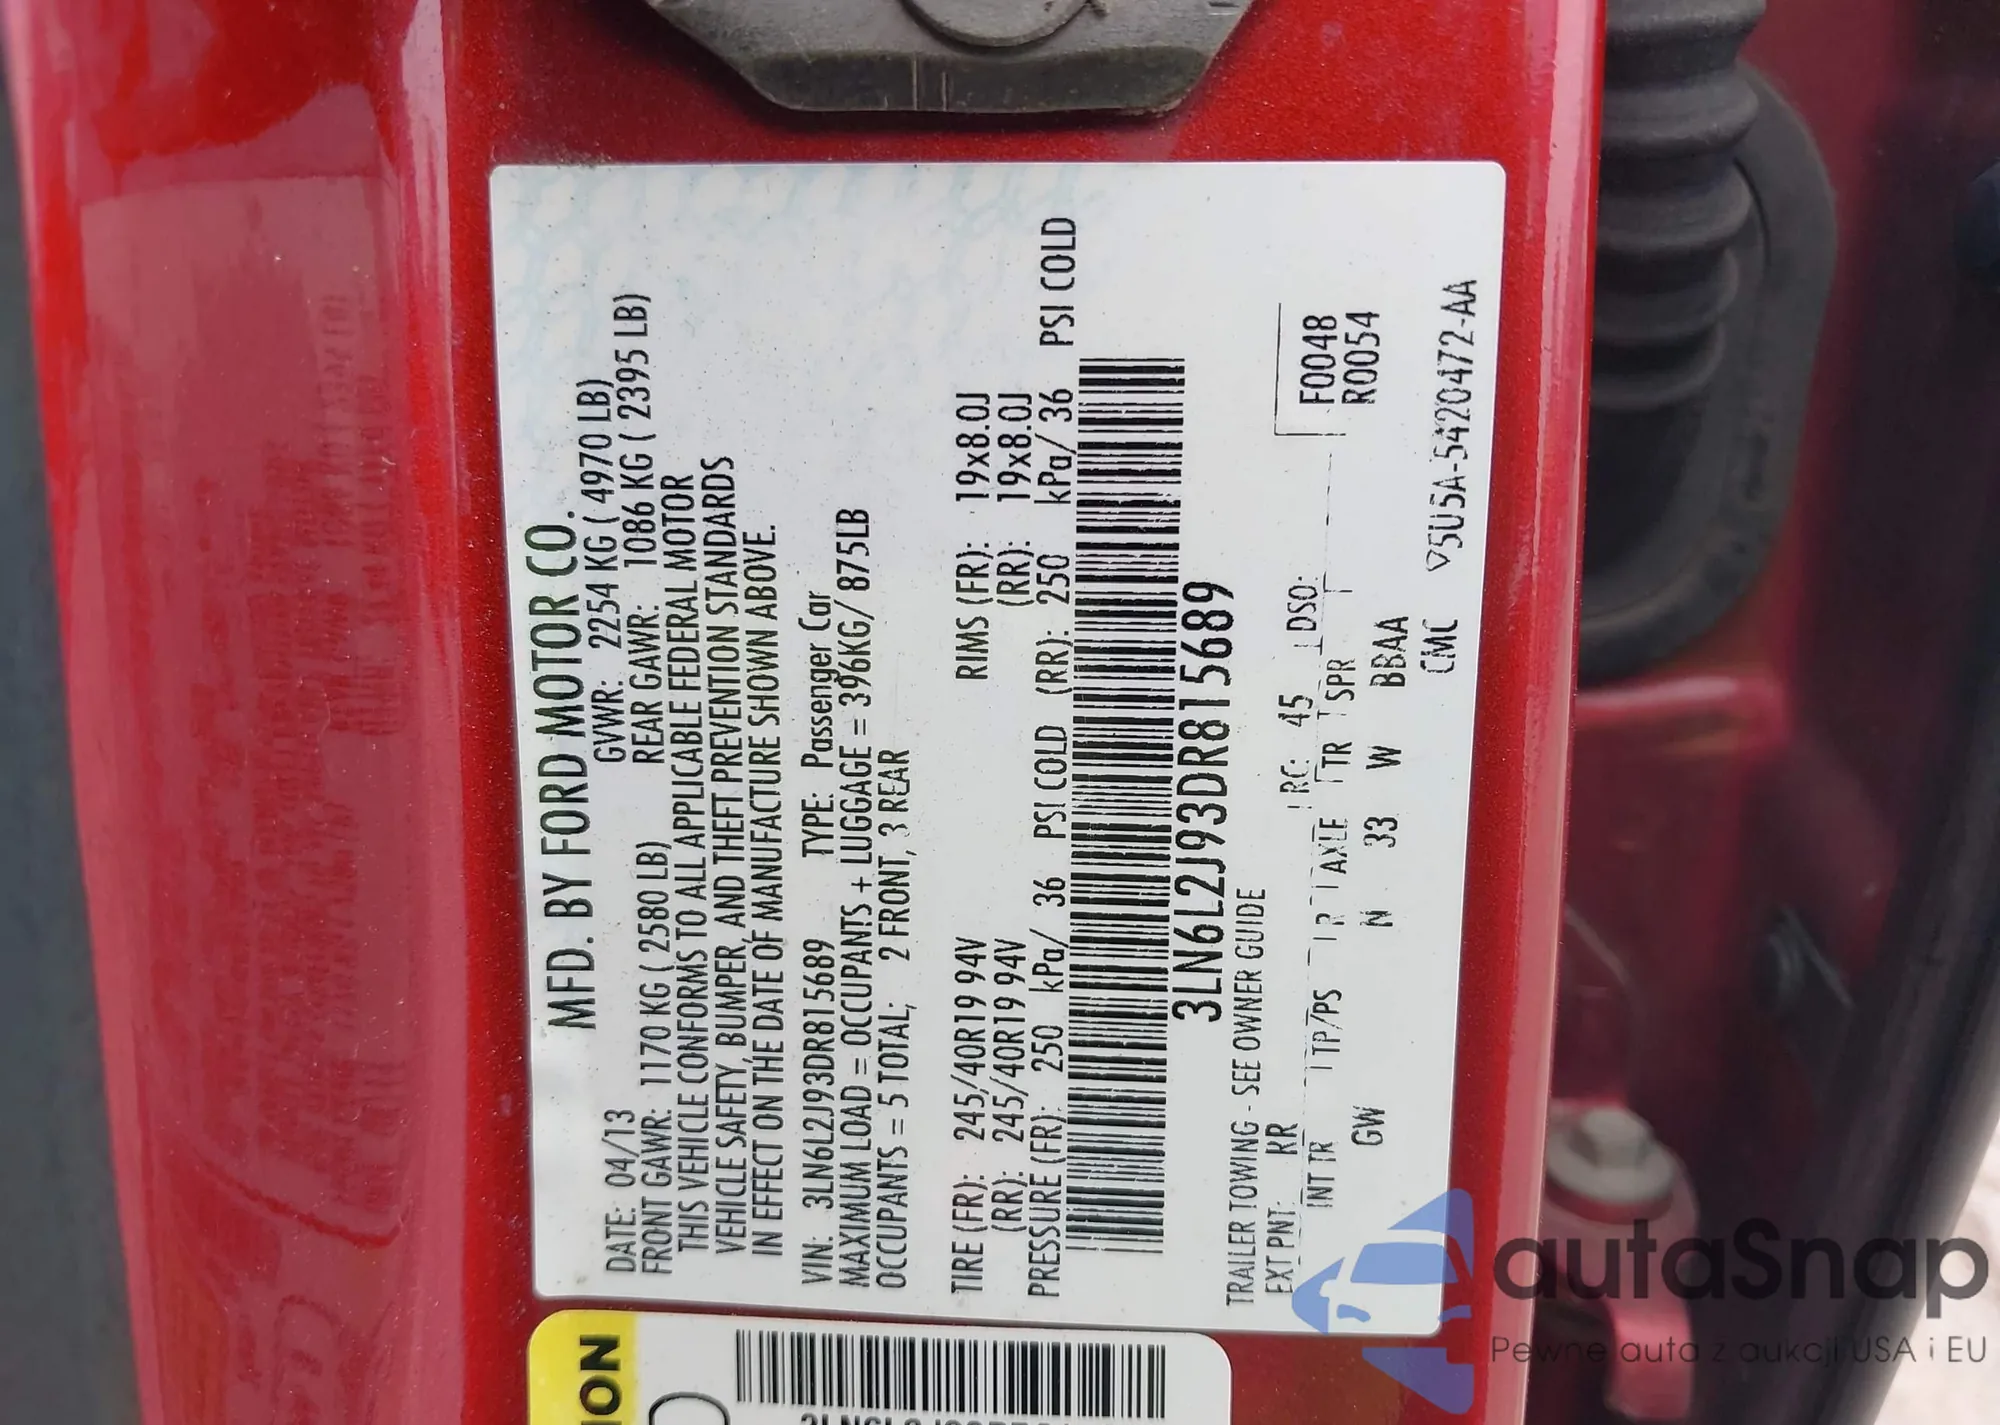 MFD. BY FORD MOTOR CO.
DATE: 04/13 GVWR: 2254 KG ( 4970 LB)
FRONT GAWR: 1170 KG ( 2580 LB) REAR GAWR: 1086 KG ( 2395 LB)
THIS VEHICLE CONFORMS TO ALL APPLICABLE FEDERAL MOTOR
VEHICLE SAFETY, BUMPER, AND THEFT PREVENTION STANDARDS
IN EFFECT ON THE DATE OF MANUFACTURE SHOWN ABOVE.
VIN: 3LN6L2J93DR815689 TYPE: Passenger Car
MAXIMUM LOAD = OCCUPANTS + LUGGAGE = 396KG/ 875LB
OCCUPANTS = 5 TOTAL; 2 FRONT, 3 REAR
TIRE (FR): 245/40R19 94V RIMS (FR): 19x8.0J
(RR): 245/40R19 94V (RR): 19x8.0J
PRESSURE (FR): 250 kPa/ 36 PSI COLD (RR): 250 kPa/ 36 PSI COLD
3LN6L2J93DR815689
TRAILER TOWING - SEE OWNER GUIDE
EXT PNT: RR RC: 45 DSO: F0048
INT TR TP/PS R AXLE TR SPR R0054
GW N 33 W BBAA
CMC 5U5A-5420472-AA
ION
autaSnap
Pewne auta z aukcji USA i EU